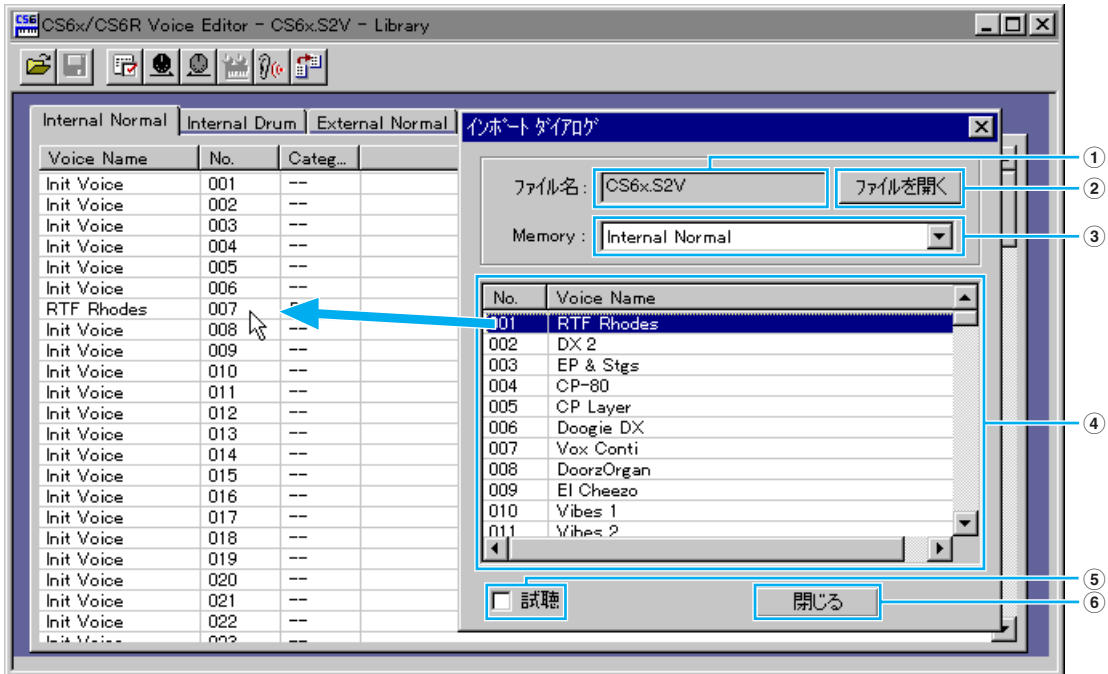 CS6x/CS6R Voice Editor - CS6x.S2V - Library
Internal Normal
Internal Drum
External Normal
Voice Name No. Categ...
Init Voice 001 --
Init Voice 002 --
Init Voice 003 --
Init Voice 004 --
Init Voice 005 --
Init Voice 006 --
RTF Rhodes 007
Init Voice 008
Init Voice 009 --
Init Voice 010 --
Init Voice 011 --
Init Voice 012 --
Init Voice 013 --
Init Voice 014 --
Init Voice 015 --
Init Voice 016 --
Init Voice 017 --
Init Voice 018 --
Init Voice 019 --
Init Voice 020 --
Init Voice 021 --
Init Voice 022 --
インポート ダイアログ
ファイル名 : CS6x.S2V
ファイルを開く
Memory : Internal Normal
No. Voice Name
001 RTF Rhodes
002 DX 2
003 EP & Stgs
004 CP-80
005 CP Layer
006 Doogie DX
007 Vox Conti
008 DoorzOrgan
009 El Cheezo
010 Vibes 1
011 Vibes 2
試聴
閉じる
①
②
③
④
⑤
⑥